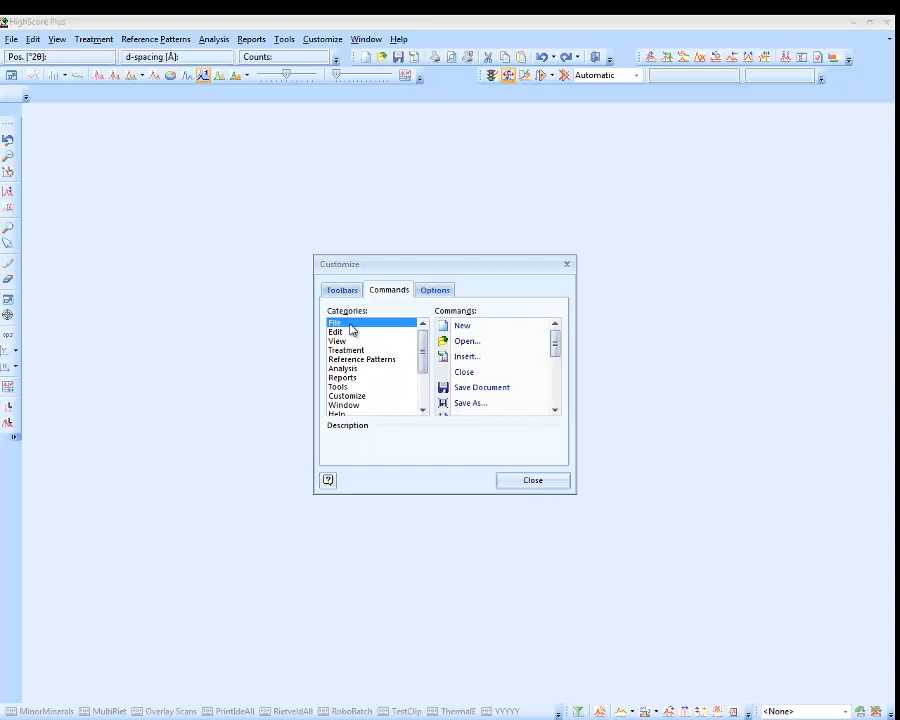 HighScore Plus
File Edit View Treatment Reference Patterns Analysis Reports Tools Customize Window Help
Pos. [°2θ]: d-spacing [Å]: Counts:
Automatic
Customize
Toolbars Commands Options
Categories: Commands:
File
Edit
View
Treatment
Reference Patterns
Analysis
Reports
Tools
Customize
Window
Help
New
Open...
Insert...
Close
Save Document
Save As...
Description
Close
MinorMinerals MultiRiet Overlay Scans PrintIdeAll RietveldAll RoboBatch TestClip ThermalE YYYYY <None>